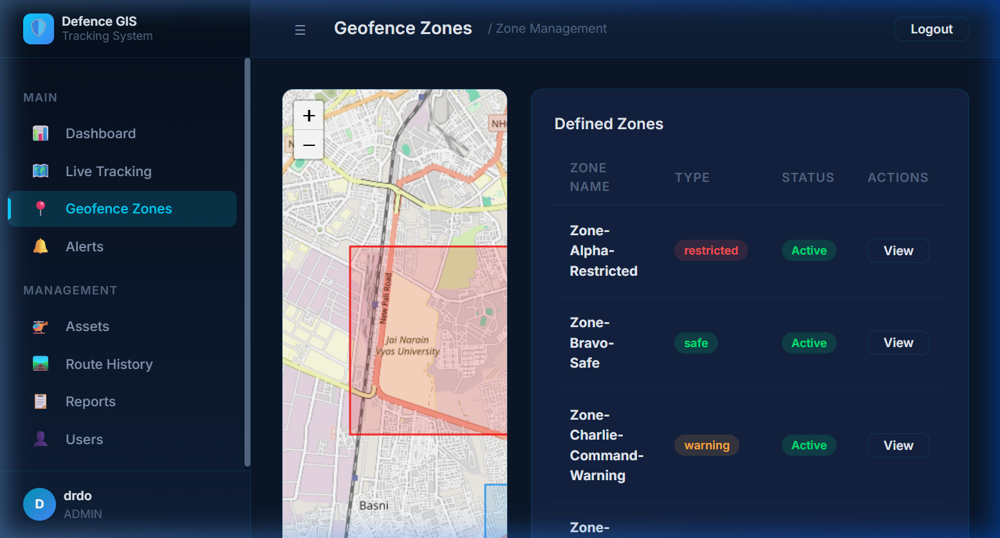 Defence GIS
Tracking System
☰
Geofence Zones
/ Zone Management
Logout
MAIN
Dashboard
Live Tracking
Geofence Zones
Alerts
MANAGEMENT
Assets
Route History
Reports
Users
D
drdo
ADMIN
+
−
New Pali Road
Jai Narain
Vyas University
Basni
Defined Zones
ZONE
NAME
TYPE
STATUS
ACTIONS
Zone-
Alpha-
Restricted
restricted
Active
View
Zone-
Bravo-
Safe
safe
Active
View
Zone-
Charlie-
Command-
Warning
warning
Active
View
Zone-